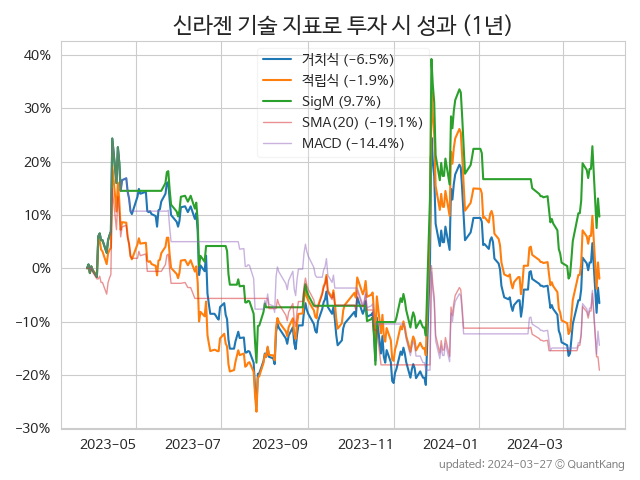 신라젠 기술 지표로 투자 시 성과 (1년)
40%
30%
20%
10%
0%
−10%
−20%
−30%
거치식 (−6.5%)
적립식 (−1.9%)
SigM (9.7%)
SMA(20) (−19.1%)
MACD (−14.4%)
2023-05 2023-07 2023-09 2023-11 2024-01 2024-03
updated: 2024-03-27 © QuantKang